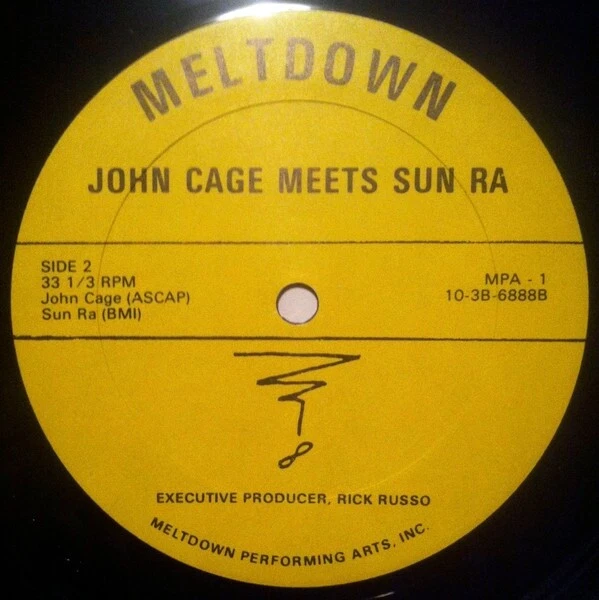 MELTDOWN
JOHN CAGE MEETS SUN RA
SIDE 2
33 1/3 RPM
John Cage (ASCAP)
Sun Ra (BMI)
MPA - 1
10-3B-6888B
EXECUTIVE PRODUCER, RICK RUSSO
MELTDOWN PERFORMING ARTS, INC.